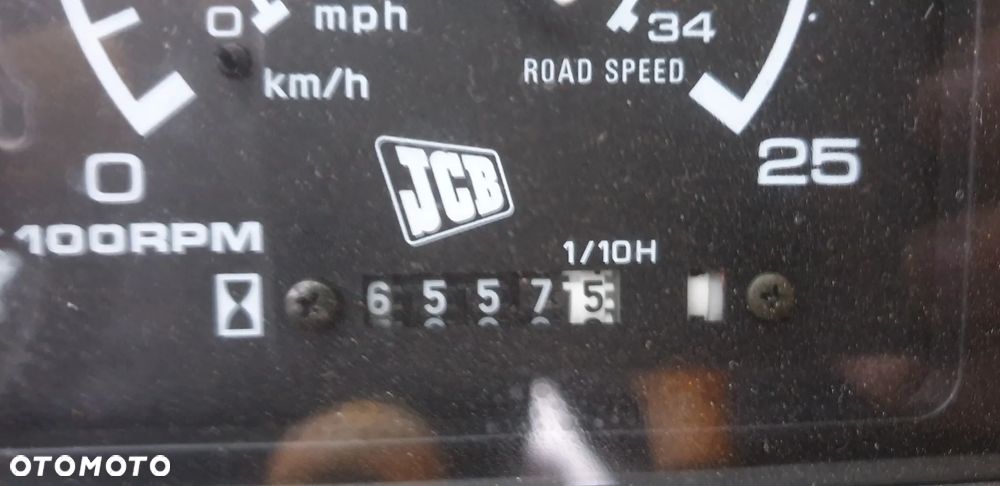 0 mph 34
km/h ROAD SPEED
0 JCB 25
100RPM
1/10H
6 5 5 7 5
OTOMOTO